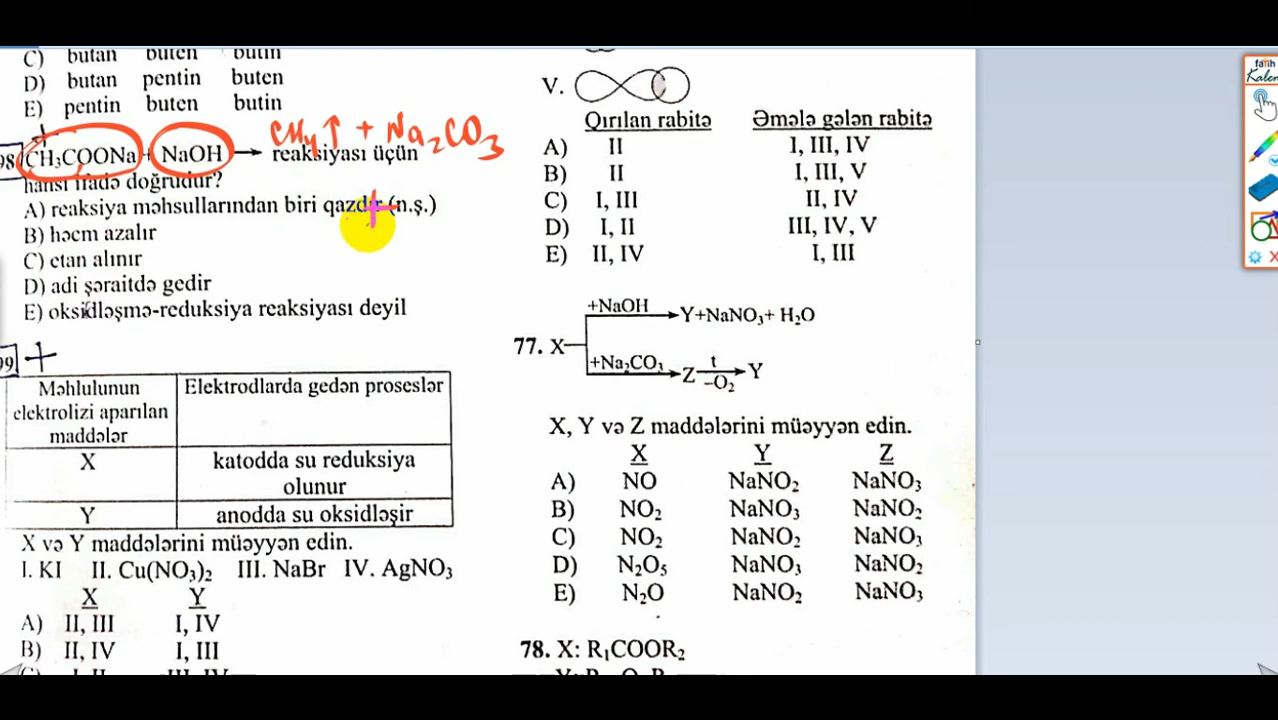 C) butan buten butin
D) butan pentin buten
E) pentin buten butin
98 CH₃COONa + NaOH → reaksiyası üçün
CH₄↑ + Na₂CO₃
hansı ifadə doğrudur?
A) reaksiya məhsullarından biri qazdır (n.ş.)
B) həcm azalır
C) etan alınır
D) adi şəraitdə gedir
E) oksidləşmə-reduksiya reaksiyası deyil
99 +
Məhlulunun elektrolizi aparılan maddələr
Elektrodlarda gedən proseslər
X katodda su reduksiya olunur
Y anodda su oksidləşir
X və Y maddələrini müəyyən edin.
I. KI II. Cu(NO₃)₂ III. NaBr IV. AgNO₃
X Y
A) II, III I, IV
B) II, IV I, III
V.
Qırılan rabitə Əmələ gələn rabitə
A) II I, III, IV
B) II I, III, V
C) I, III II, IV
D) I, II III, IV, V
E) II, IV I, III
+NaOH → Y+NaNO₃+ H₂O
77. X
+Na₂CO₃ → Z t –O₂ → Y
X, Y və Z maddələrini müəyyən edin.
X Y Z
A) NO NaNO₂ NaNO₃
B) NO₂ NaNO₃ NaNO₂
C) NO₂ NaNO₂ NaNO₃
D) N₂O₅ NaNO₃ NaNO₂
E) N₂O NaNO₂ NaNO₃
78. X: R₁COOR₂
fatih
Kalem